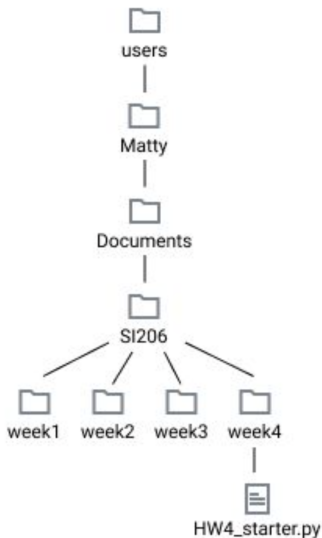 users
Matty
Documents
SI206
week1 week2 week3 week4
HW4_starter.py